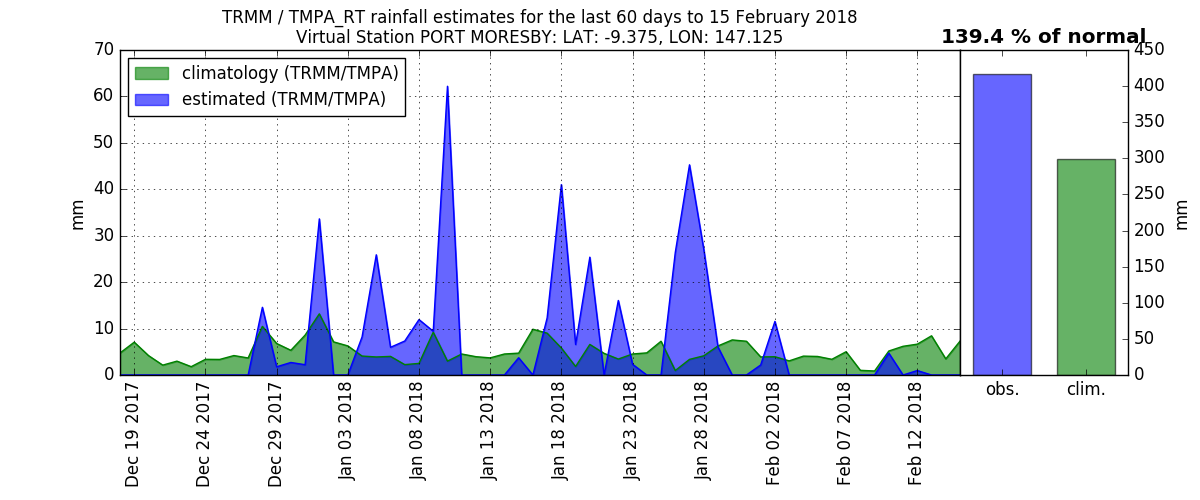 TRMM / TMPA_RT rainfall estimates for the last 60 days to 15 February 2018
Virtual Station PORT MORESBY: LAT: -9.375, LON: 147.125
139.4 % of normal
climatology (TRMM/TMPA)
estimated (TRMM/TMPA)
mm
70
60
50
40
30
20
10
0
Dec 19 2017
Dec 24 2017
Dec 29 2017
Jan 03 2018
Jan 08 2018
Jan 13 2018
Jan 18 2018
Jan 23 2018
Jan 28 2018
Feb 02 2018
Feb 07 2018
Feb 12 2018
obs.
clim.
450
400
350
300
250
200
150
100
50
0
mm